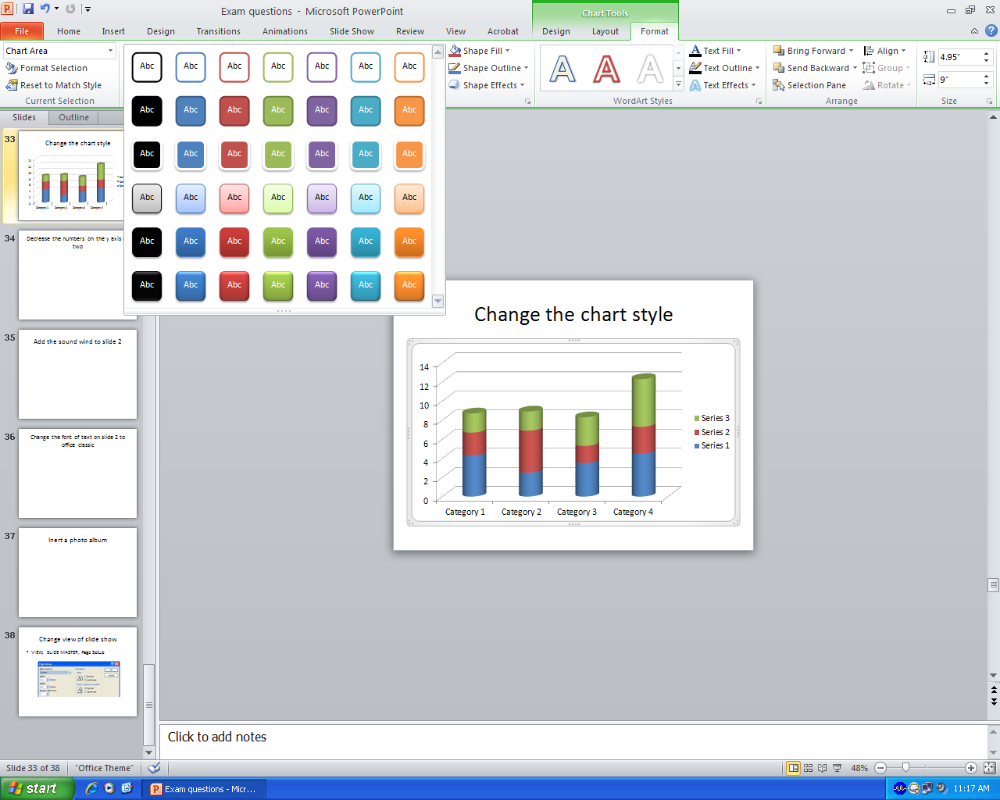 Exam questions - Microsoft PowerPoint
Chart Tools
File Home Insert Design Transitions Animations Slide Show Review View Acrobat Design Layout Format
Chart Area
Format Selection
Reset to Match Style
Current Selection
Abc Abc Abc Abc Abc Abc Abc
Abc Abc Abc Abc Abc Abc Abc
Abc Abc Abc Abc Abc Abc Abc
Abc Abc Abc Abc Abc Abc Abc
Abc Abc Abc Abc Abc Abc Abc
Abc Abc Abc Abc Abc Abc Abc
Shape Fill
Shape Outline
Shape Effects
A A A
WordArt Styles
Text Fill
Text Outline
Text Effects
Bring Forward
Send Backward
Selection Pane
Align
Group
Rotate
Arrange
4.95"
9"
Size
Slides Outline
33
Change the chart style
34
Decrease the numbers on the y axis
two
35
Add the sound wind to slide 2
36
Change the font of text on slide 2 to
office classic
37
Inert a photo album
38
Change view of slide show.
• VIEW, SLIDE MASTER, Page Setup
Change the chart style
14
12
10
8
6
4
2
0
Category 1 Category 2 Category 3 Category 4
Series 3
Series 2
Series 1
Click to add notes
Slide 33 of 38 "Office Theme" 48%
start Exam questions - Micr... 11:17 AM